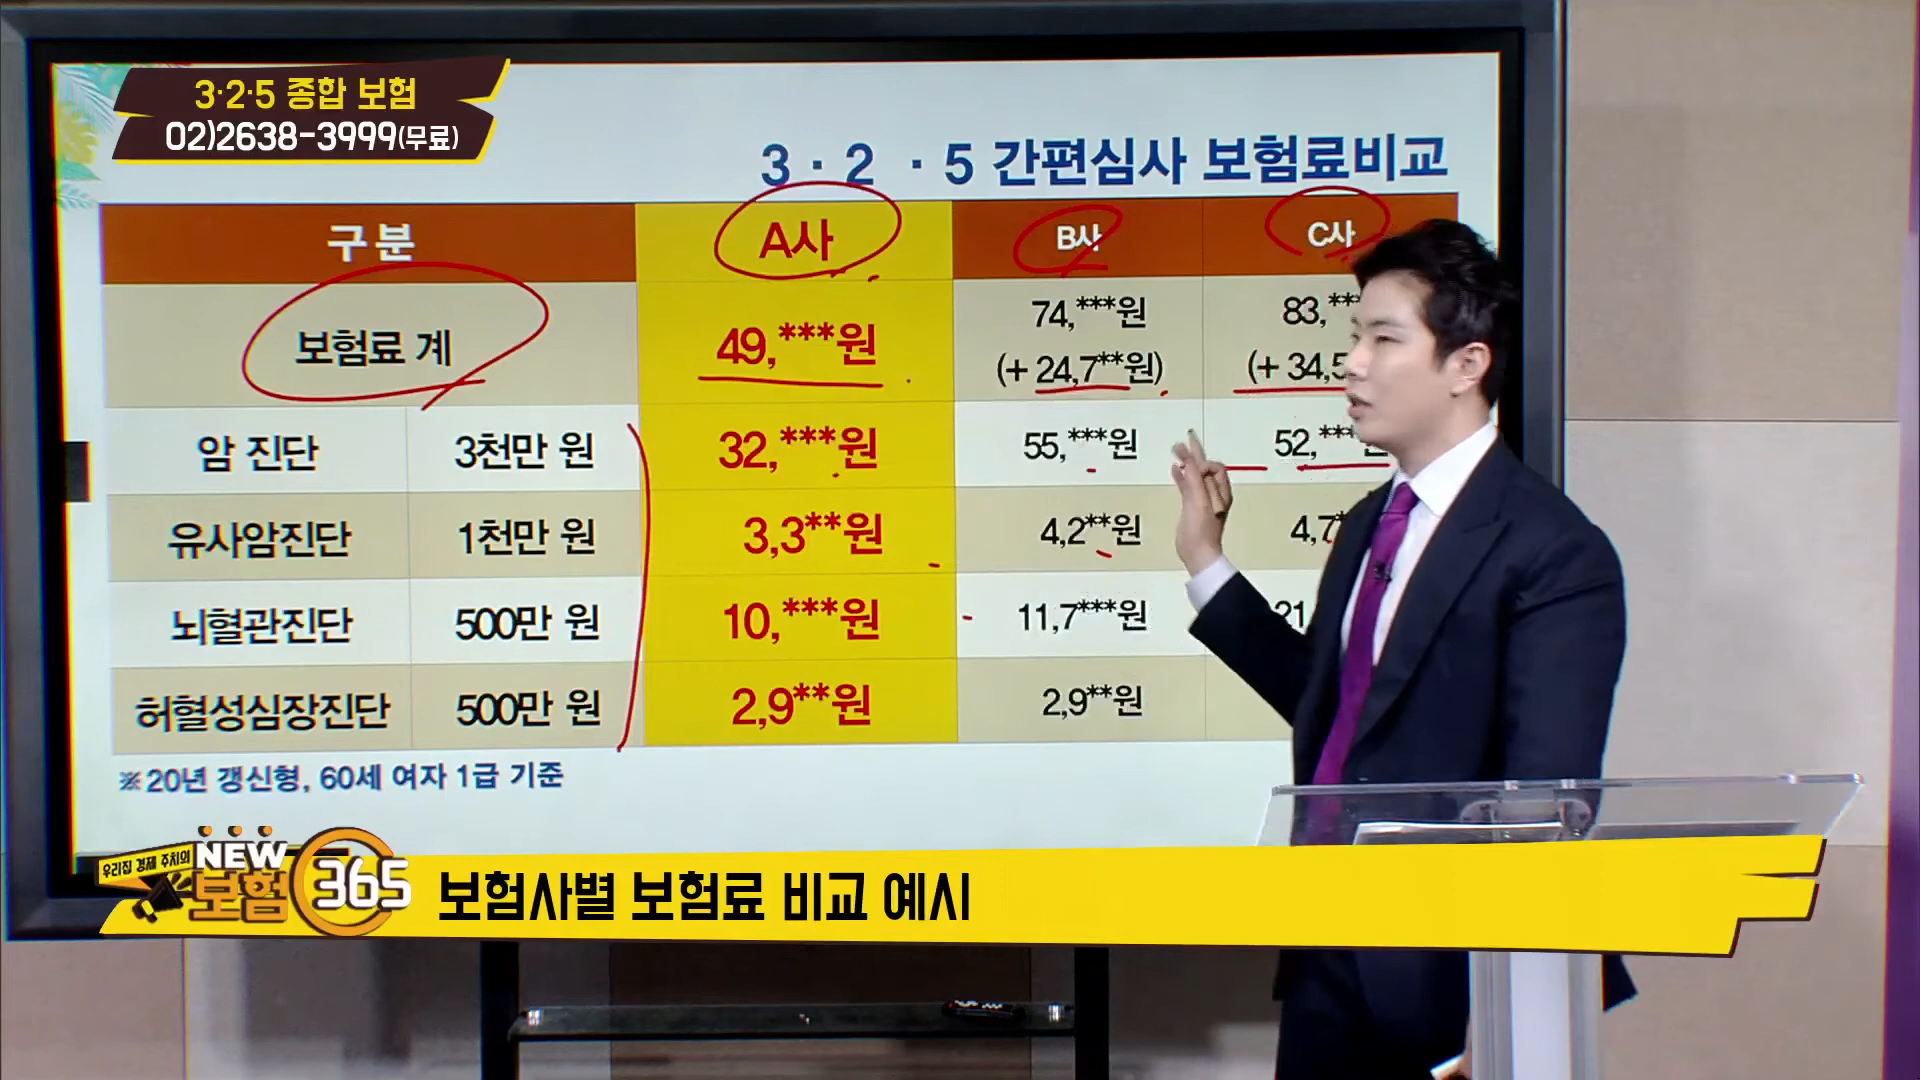 3·2·5 종합 보험
02)2638-3999(무료)
3·2·5 간편심사 보험료비교
구분 A사 B사 C사
보험료 계 49,***원 74,***원 83,**
(+ 24,7**원) (+ 34,5
암 진단 3천만 원 32,***원 55,***원 52,***원
유사암진단 1천만 원 3,3**원 4,2**원 4,7*
뇌혈관진단 500만 원 10,***원 11,7***원 21,
허혈성심장진단 500만 원 2,9**원 2,9**원
※20년 갱신형, 60세 여자 1급 기준
우리집 경제 주치의
NEW
보험 365
보험사별 보험료 비교 예시